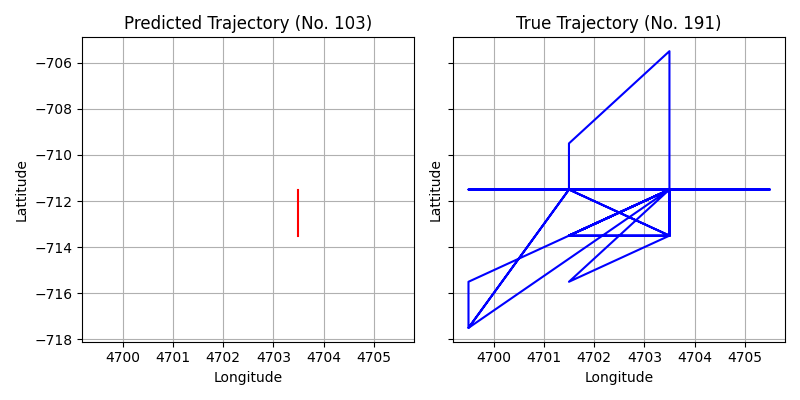 Predicted Trajectory (No. 103)
True Trajectory (No. 191)
−706
−708
−710
−712
−714
−716
−718
Lattitude
Lattitude
4700 4701 4702 4703 4704 4705
4700 4701 4702 4703 4704 4705
Longitude
Longitude